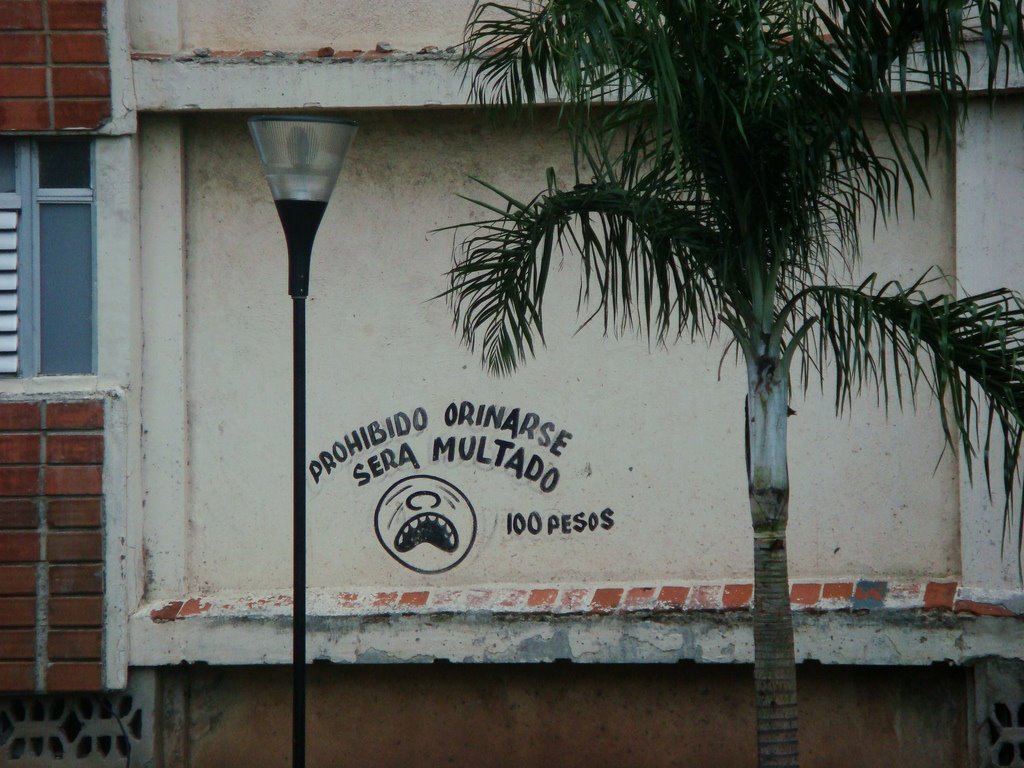 PROHIBIDO ORINARSE
SERA MULTADO
100 PESOS